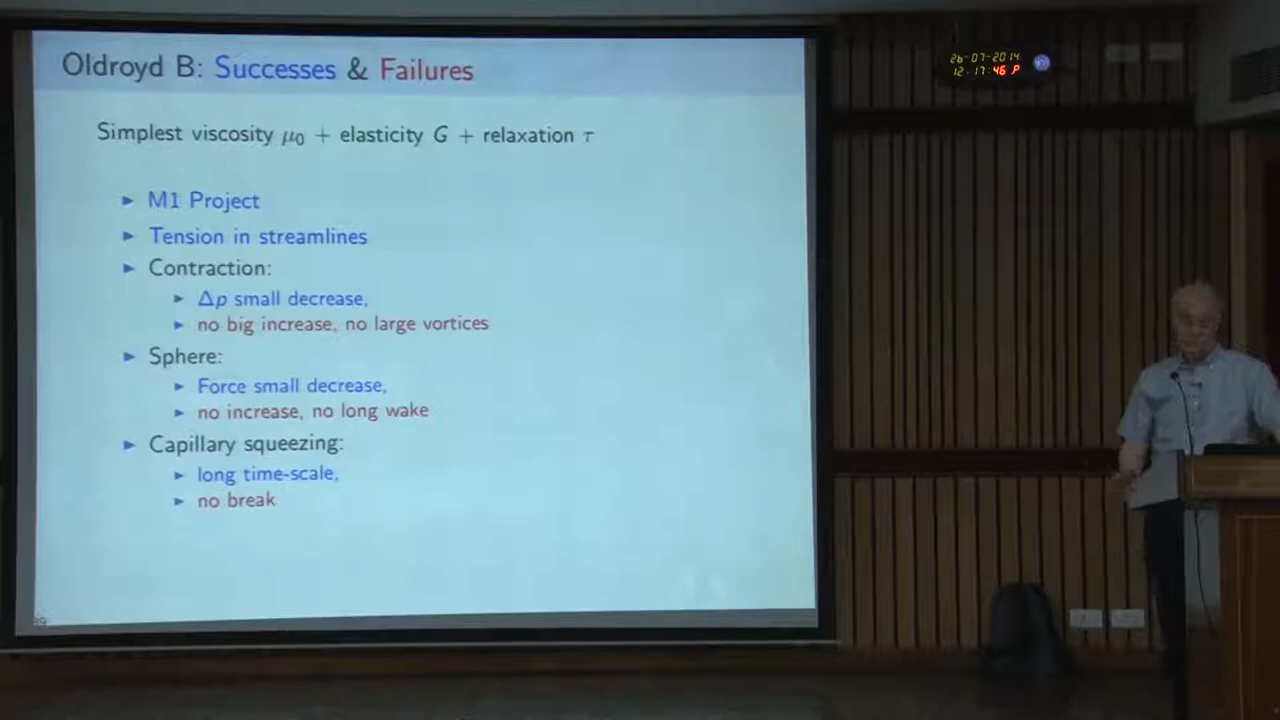 Oldroyd B: Successes & Failures
Simplest viscosity μ₀ + elasticity G + relaxation τ
► M1 Project
► Tension in streamlines
► Contraction:
► Δp small decrease,
► no big increase, no large vortices
► Sphere:
► Force small decrease,
► no increase, no long wake
► Capillary squeezing:
► long time-scale,
► no break
26-07-2014
12:17:46 P